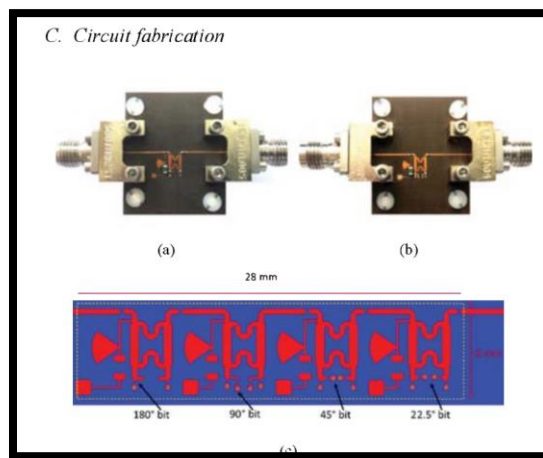 C. Circuit fabrication
(a)
(b)
28 mm
180° bit
90° bit
45° bit
22.5° bit
(c)